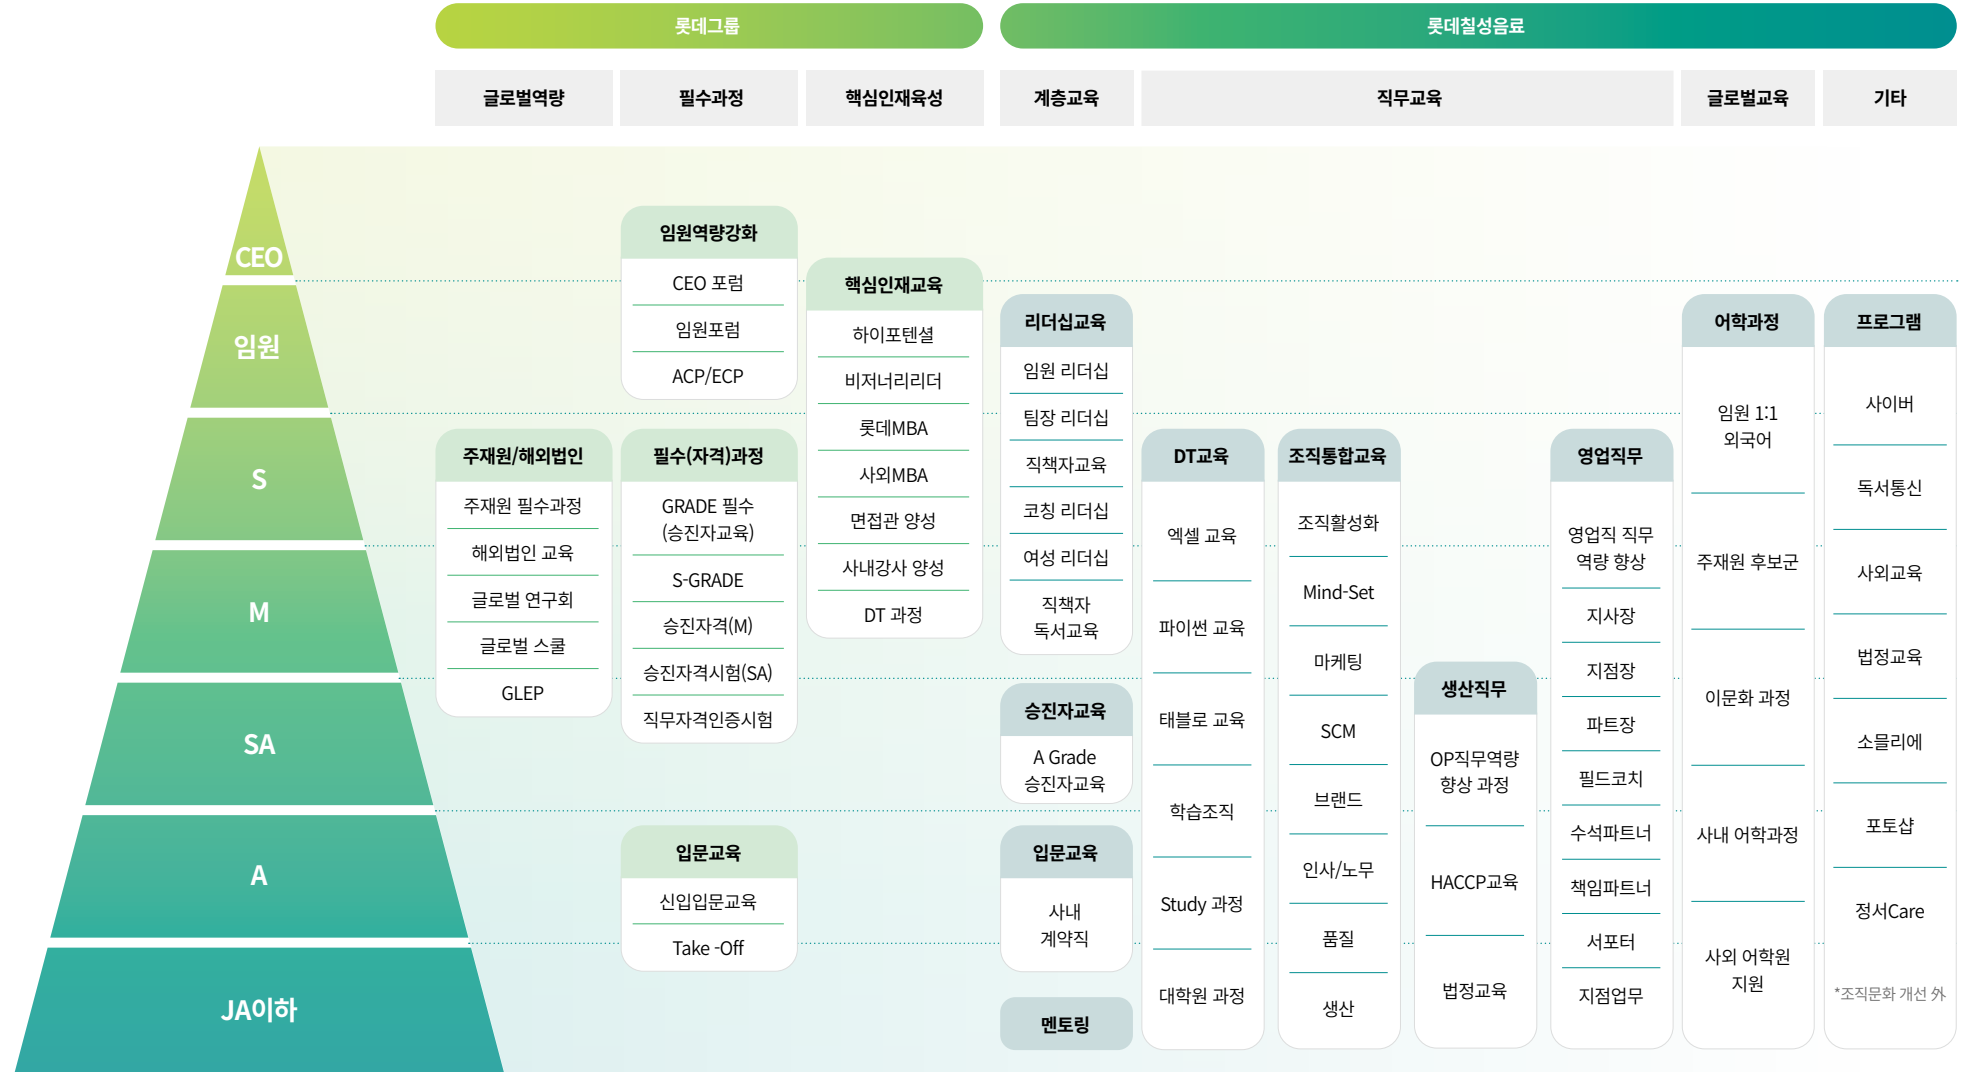 롯데그룹
롯데칠성음료
글로벌역량
필수과정
핵심인재육성
계층교육
직무교육
글로벌교육
기타
CEO
임원
S
M
SA
A
JA이하
주재원/해외법인
주재원 필수과정
해외법인 교육
글로벌 연구회
글로벌 스쿨
GLEP
임원역량강화
CEO 포럼
임원포럼
ACP/ECP
필수(자격)과정
GRADE 필수
(승진자교육)
S-GRADE
승진자격(M)
승진자격시험(SA)
직무자격인증시험
입문교육
신입입문교육
Take -Off
핵심인재교육
하이포텐셜
비저너리리더
롯데MBA
사외MBA
면접관 양성
사내강사 양성
DT 과정
리더십교육
임원 리더십
팀장 리더십
직책자교육
코칭 리더십
여성 리더십
직책자
독서교육
승진자교육
A Grade
승진자교육
입문교육
사내
계약직
멘토링
DT교육
엑셀 교육
파이썬 교육
태블로 교육
학습조직
Study 과정
대학원 과정
조직통합교육
조직활성화
Mind-Set
마케팅
SCM
브랜드
인사/노무
품질
생산
생산직무
OP직무역량
향상 과정
HACCP교육
법정교육
영업직무
영업직 직무
역량 향상
지사장
지점장
파트장
필드코치
수석파트너
책임파트너
서포터
지점업무
어학과정
임원 1:1
외국어
주재원 후보군
이문화 과정
사내 어학과정
사외 어학원
지원
프로그램
사이버
독서통신
사외교육
법정교육
소믈리에
포토샵
정서Care
*조직문화 개선 外